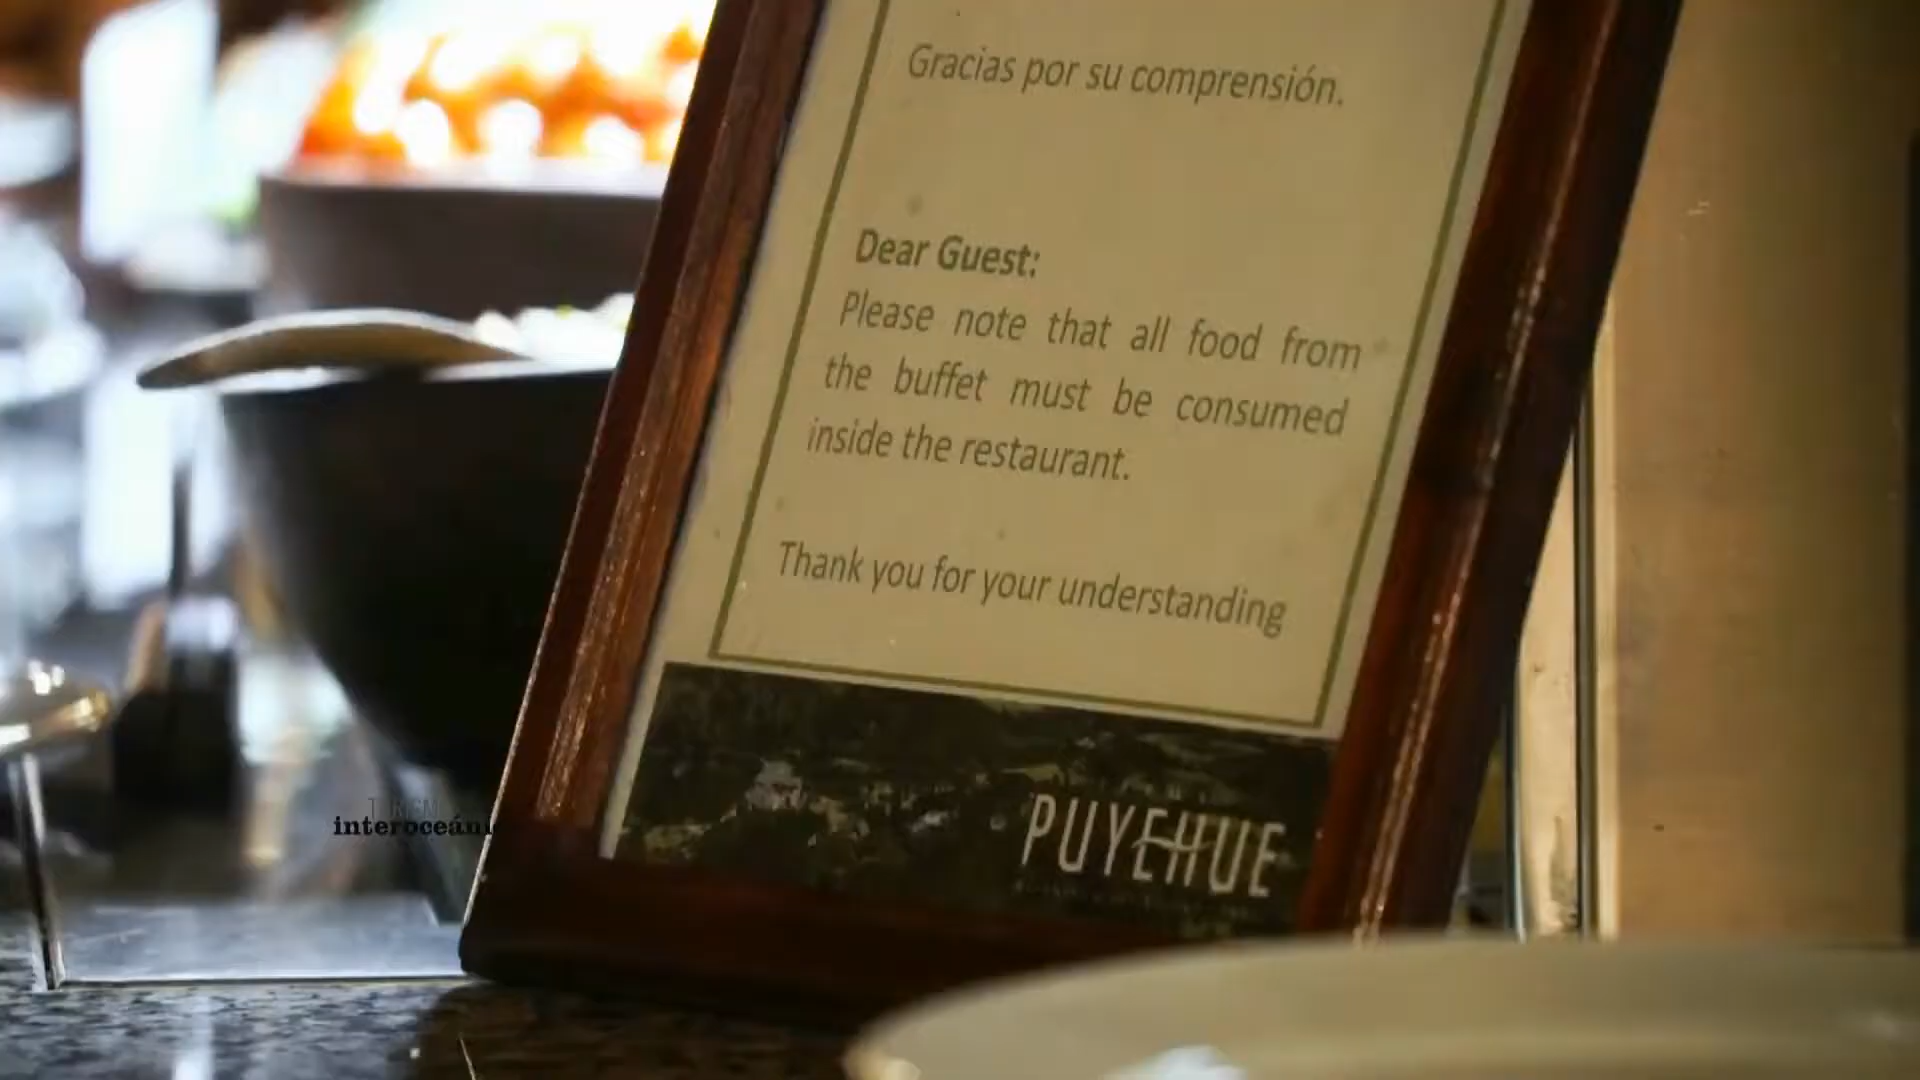 Gracias por su comprensión.
Dear Guest:
Please note that all food from
the buffet must be consumed
inside the restaurant.
Thank you for your understanding
PUYEHUE